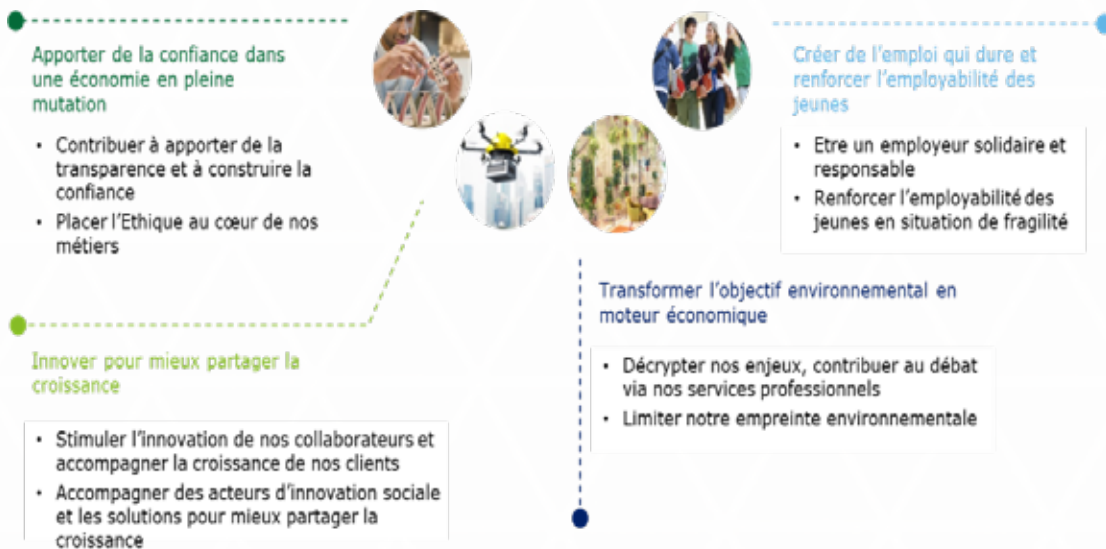 Apporter de la confiance dans
une économie en pleine
mutation
• Contribuer à apporter de la
transparence et à construire la
confiance
• Placer l'Ethique au cœur de nos
métiers
Créer de l'emploi qui dure et
renforcer l'employabilité des
jeunes
• Etre un employeur solidaire et
responsable
• Renforcer l'employabilité des
jeunes en situation de fragilité
Innover pour mieux partager la
croissance
• Stimuler l'innovation de nos collaborateurs et
accompagner la croissance de nos clients
• Accompagner des acteurs d'innovation sociale
et les solutions pour mieux partager la
croissance
Transformer l'objectif environnemental en
moteur économique
• Décrypter nos enjeux, contribuer au débat
via nos services professionnels
• Limiter notre empreinte environnementale